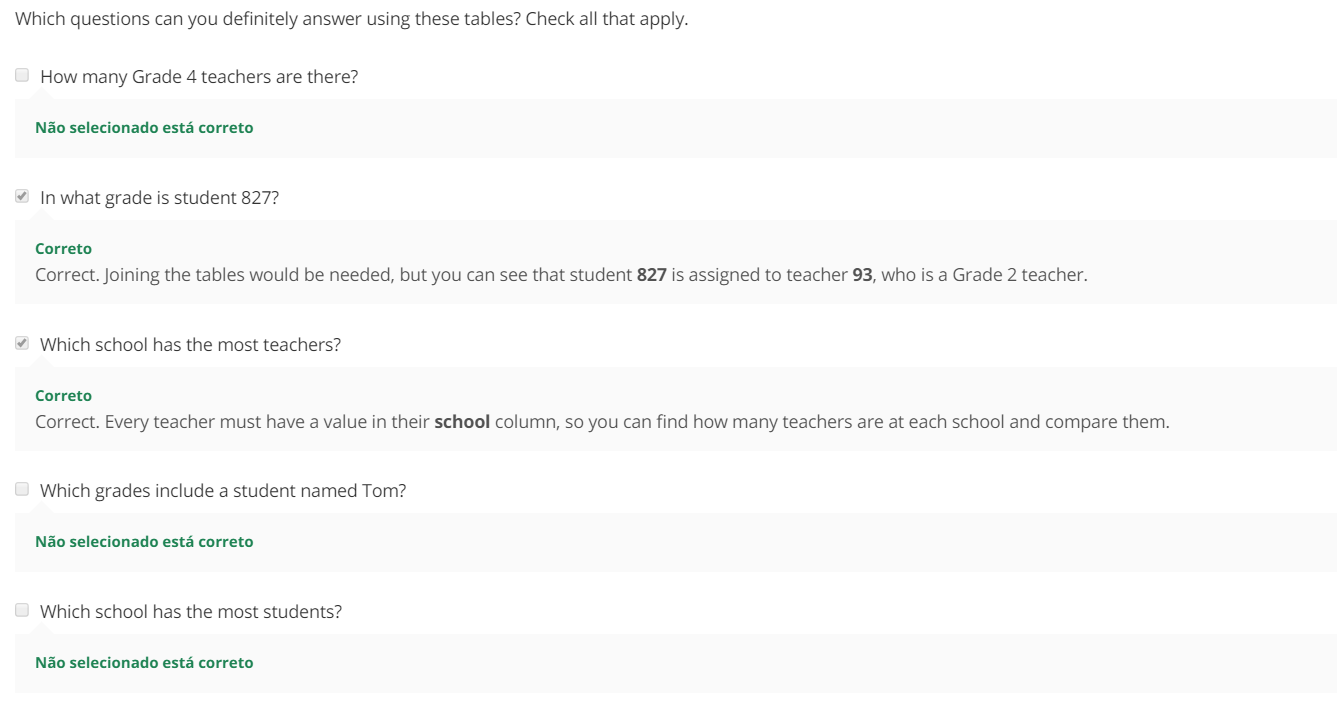 Which questions can you definitely answer using these tables? Check all that apply.
How many Grade 4 teachers are there?
Não selecionado está correto
In what grade is student 827?
Correto
Correct. Joining the tables would be needed, but you can see that student 827 is assigned to teacher 93, who is a Grade 2 teacher.
Which school has the most teachers?
Correto
Correct. Every teacher must have a value in their school column, so you can find how many teachers are at each school and compare them.
Which grades include a student named Tom?
Não selecionado está correto
Which school has the most students?
Não selecionado está correto